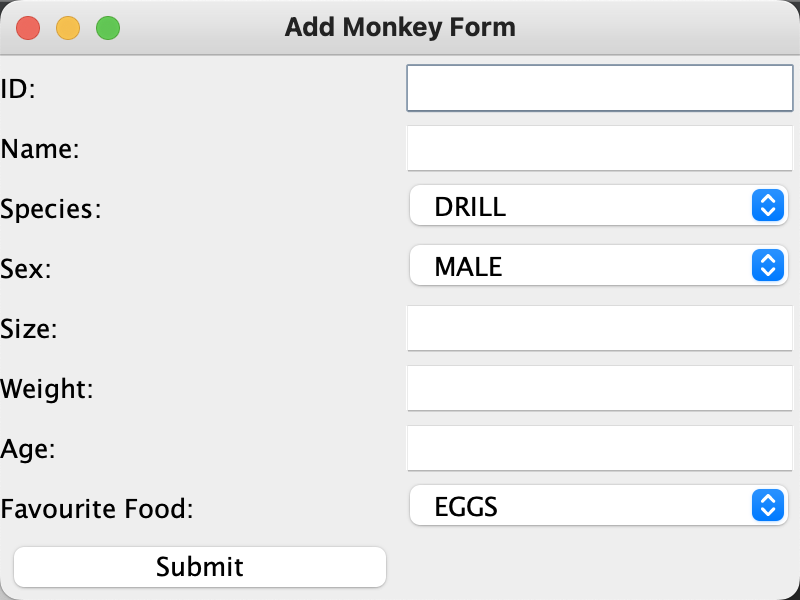 Add Monkey Form
ID:
Name:
Species: DRILL
Sex: MALE
Size:
Weight:
Age:
Favourite Food: EGGS
Submit